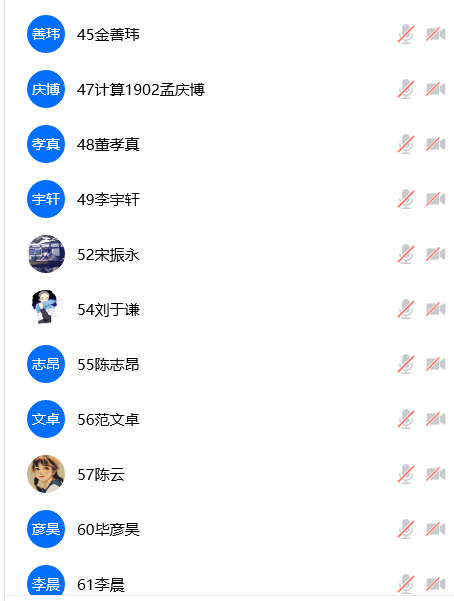 善玮 45金善玮
庆博 47计算1902孟庆博
孝真 48董孝真
宇轩 49李宇轩
52宋振永
54刘于谦
志昂 55陈志昂
文卓 56范文卓
57陈云
彦昊 60毕彦昊
李晨 61李晨